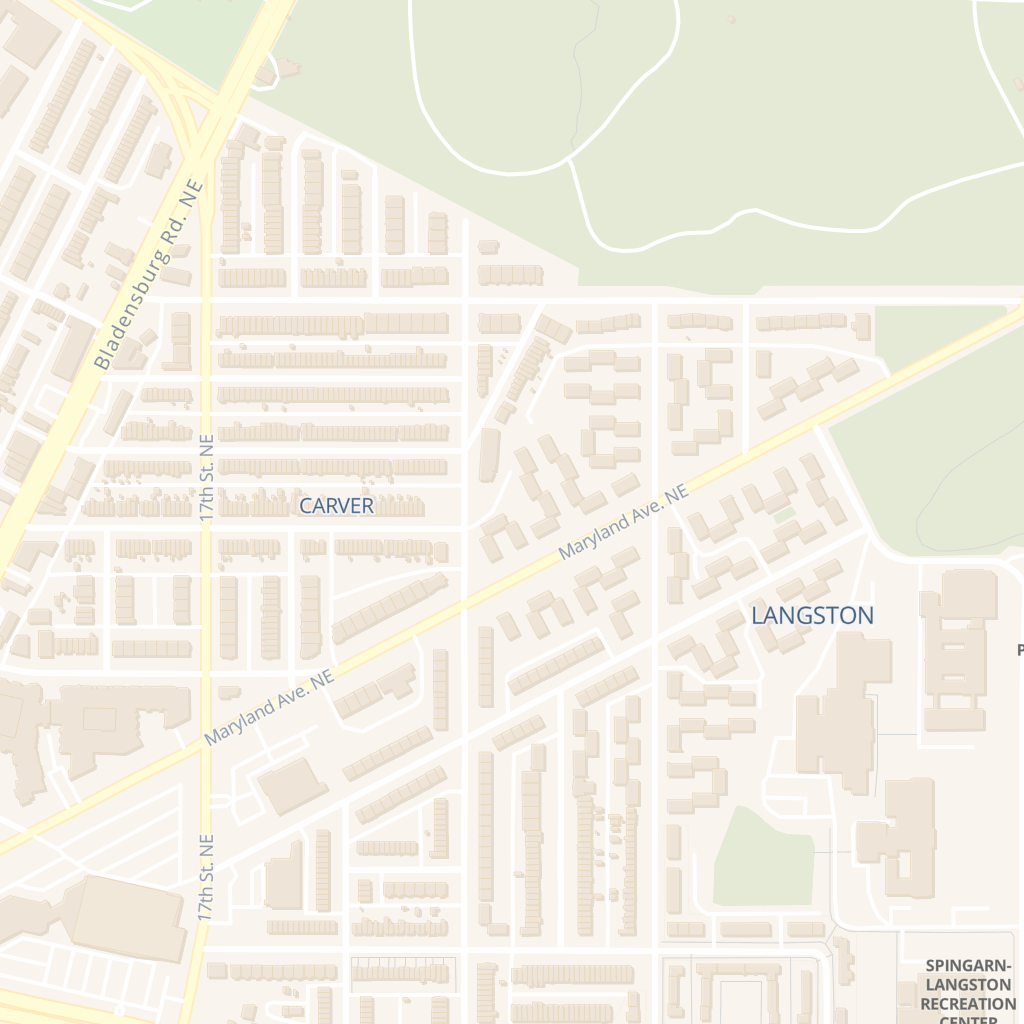 Bladensburg Rd. NE
17th St. NE
CARVER
Maryland Ave. NE
LANGSTON
P
Maryland Ave. NE
17th St. NE
SPINGARN-
LANGSTON
RECREATION
CENTER